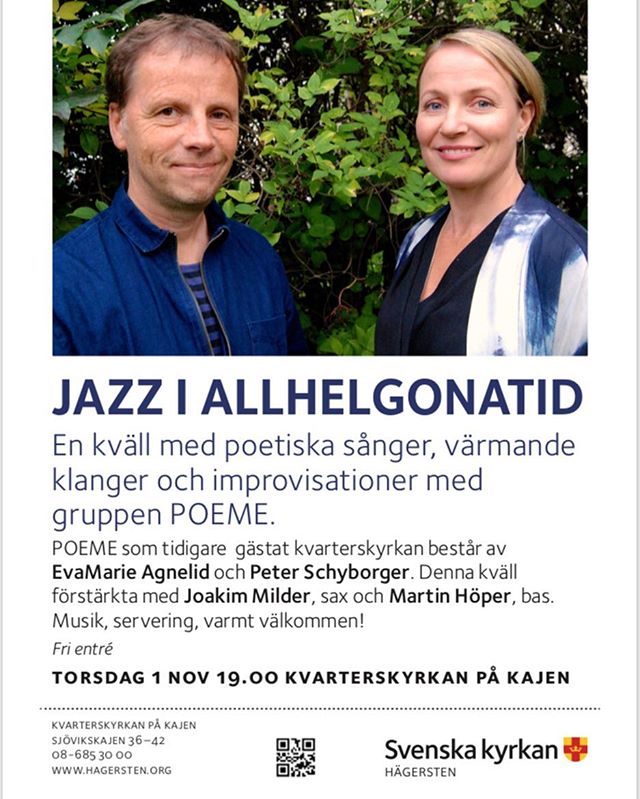 JAZZ I ALLHELGONATID
En kväll med poetiska sånger, värmande
klanger och improvisationer med
gruppen POEME.
POEME som tidigare  gästat kvarterskyrkan består av
EvaMarie Agnelid och Peter Schyborger. Denna kväll
förstärkta med Joakim Milder, sax och Martin Höper, bas.
Musik, servering, varmt välkommen!
Fri entré
TORSDAG 1 NOV 19.00 KVARTERSKYRKAN PÅ KAJEN
KVARTERSKYRKAN PÅ KAJEN
SJÖVIKSKAJEN 36–42
08-685 30 00
WWW.HAGERSTEN.ORG
Svenska kyrkan
HÄGERSTEN